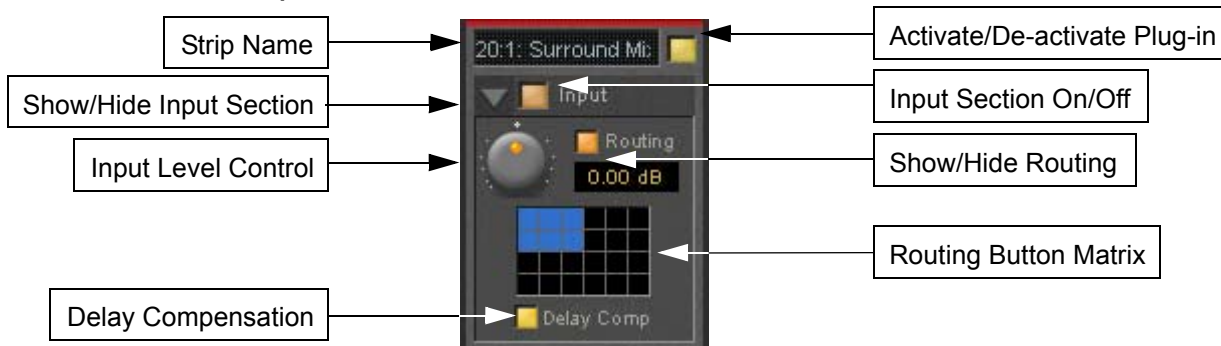 Strip Name
20:1: Surround Mi
Activate/De-activate Plug-in
Show/Hide Input Section
Input
Input Section On/Off
Input Level Control
Routing
0.00 dB
Show/Hide Routing
Routing Button Matrix
Delay Compensation
Delay Comp